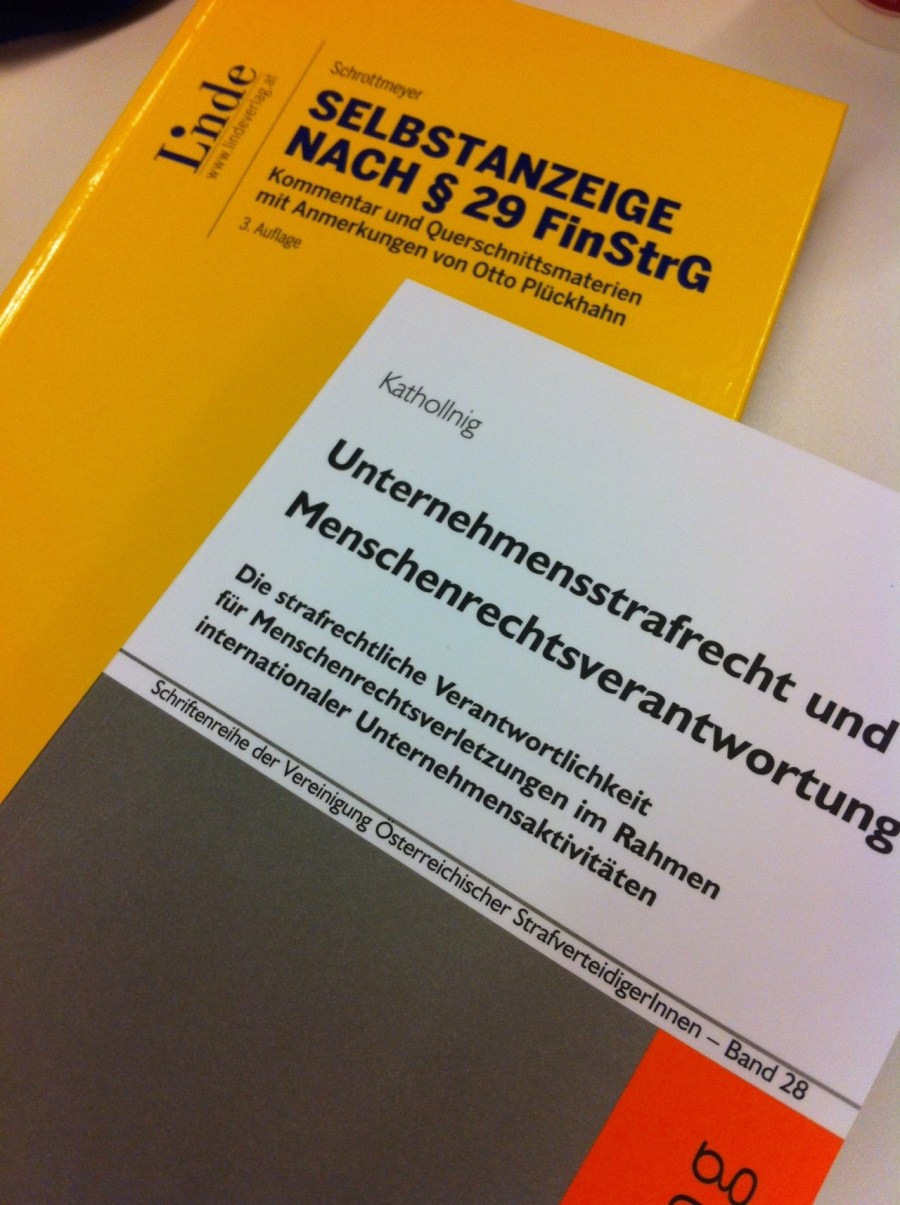 Linde
www.lindeverlag.at
Schrottmeyer
SELBSTANZEIGE
NACH § 29 FinStrG
Kommentar und Querschnittsmaterien
mit Anmerkungen von Otto Plückhahn
3. Auflage
Kathollnig
Unternehmensstrafrecht und
Menschenrechtsverantwortung
Die strafrechtliche Verantwortlichkeit
für Menschenrechtsverletzungen im Rahmen
internationaler Unternehmensaktivitäten
Schriftenreihe der Vereinigung Österreichischer StrafverteidigerInnen – Band 28